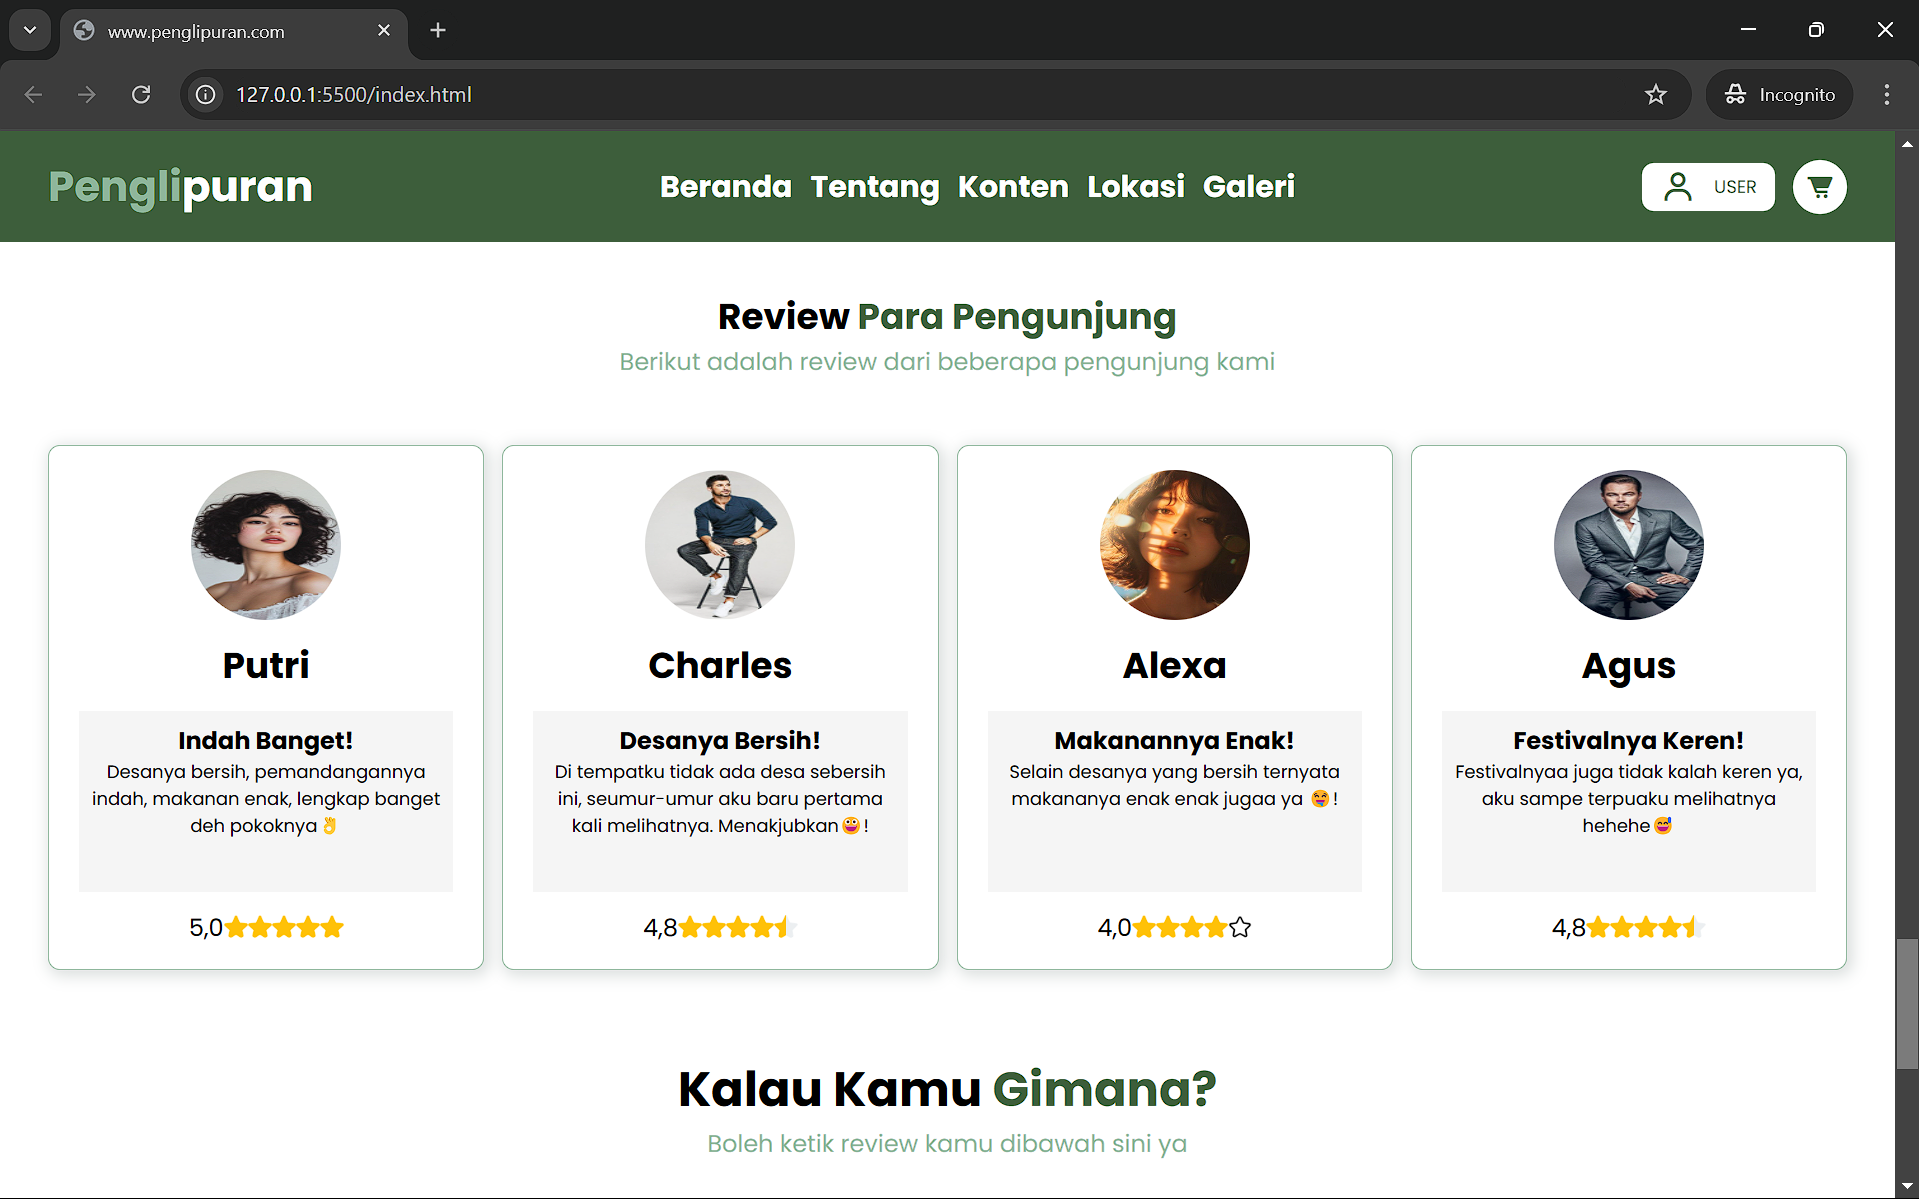 www.penglipuran.com
127.0.0.1:5500/index.html
Incognito
Penglipuran
Beranda Tentang Konten Lokasi Galeri
USER
Review Para Pengunjung
Berikut adalah review dari beberapa pengunjung kami
Putri
Indah Banget!
Desanya bersih, pemandangannya
indah, makanan enak, lengkap banget
deh pokoknya👌
5,0
Charles
Desanya Bersih!
Di tempatku tidak ada desa sebersih
ini, seumur-umur aku baru pertama
kali melihatnya. Menakjubkan😀!
4,8
Alexa
Makanannya Enak!
Selain desanya yang bersih ternyata
makananya enak enak jugaa ya 😝!
4,0
Agus
Festivalnya Keren!
Festivalnyaa juga tidak kalah keren ya,
aku sampe terpuaku melihatnya
hehehe😅
4,8
Kalau Kamu Gimana?
Boleh ketik review kamu dibawah sini ya